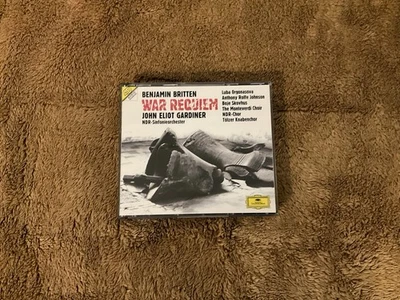 BENJAMIN BRITTEN
WAR REQUIEM
JOHN ELIOT GARDINER
NDR-Sinfonieorchester
Luba Orgonasova
Anthony Rolfe Johnson
Boje Skovhus
The Monteverdi Choir
NDR-Chor
Tölzer Knabenchor